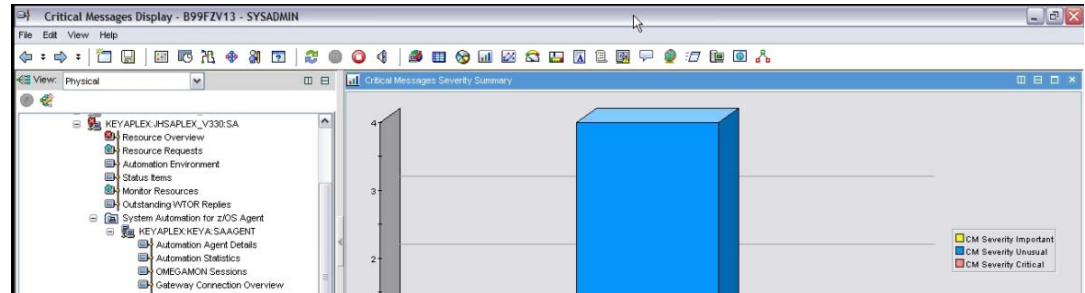 Critical Messages Display - B99FZV13 - SYSADMIN
File Edit View Help
View: Physical
Critical Messages Severity Summary
KEYAPLEX:JHSAPLEX_V330:SA
Resource Overview
Resource Requests
Automation Environment
Status Items
Monitor Resources
Outstanding WTOR Replies
System Automation for z/OS Agent
KEYAPLEX:KEYA:SAAGENT
Automation Agent Details
Automation Statistics
OMEGAMON Sessions
Gateway Connection Overview
4
3
2
CM Severity Important
CM Severity Unusual
CM Severity Critical